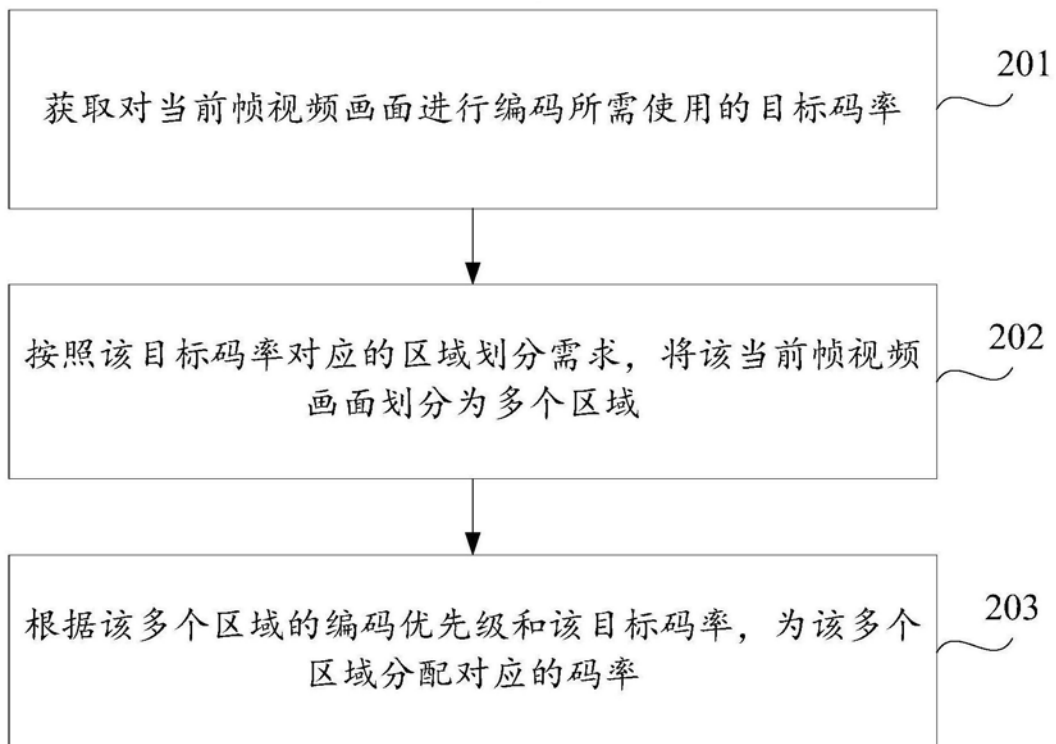 获取对当前帧视频画面进行编码所需使用的目标码率
201
按照该目标码率对应的区域划分需求，将该当前帧视频
画面划分为多个区域
202
根据该多个区域的编码优先级和该目标码率，为该多个
区域分配对应的码率
203